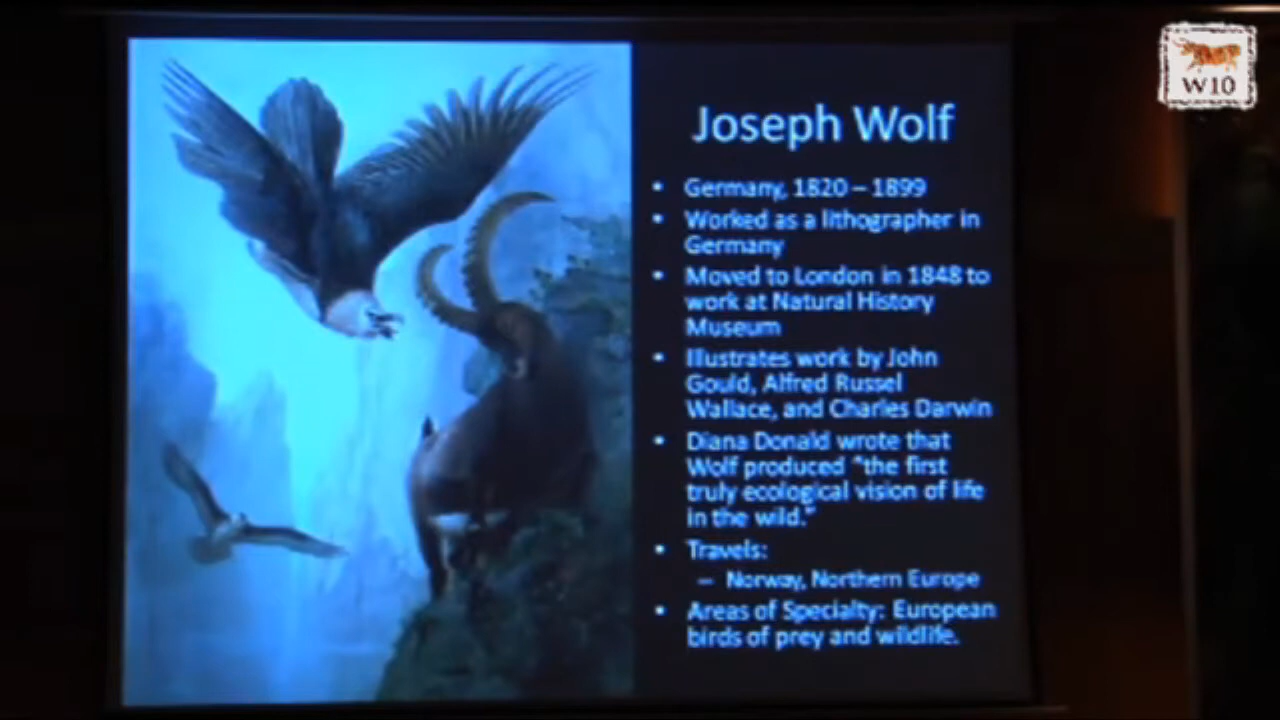 W10
Joseph Wolf
• Germany, 1820 – 1899
• Worked as a lithographer in
Germany
• Moved to London in 1848 to
work at Natural History
Museum
• Illustrates work by John
Gould, Alfred Russel
Wallace, and Charles Darwin
• Diana Donald wrote that
Wolf produced "the first
truly ecological vision of life
in the wild."
• Travels:
– Norway, Northern Europe
• Areas of Specialty: European
birds of prey and wildlife.